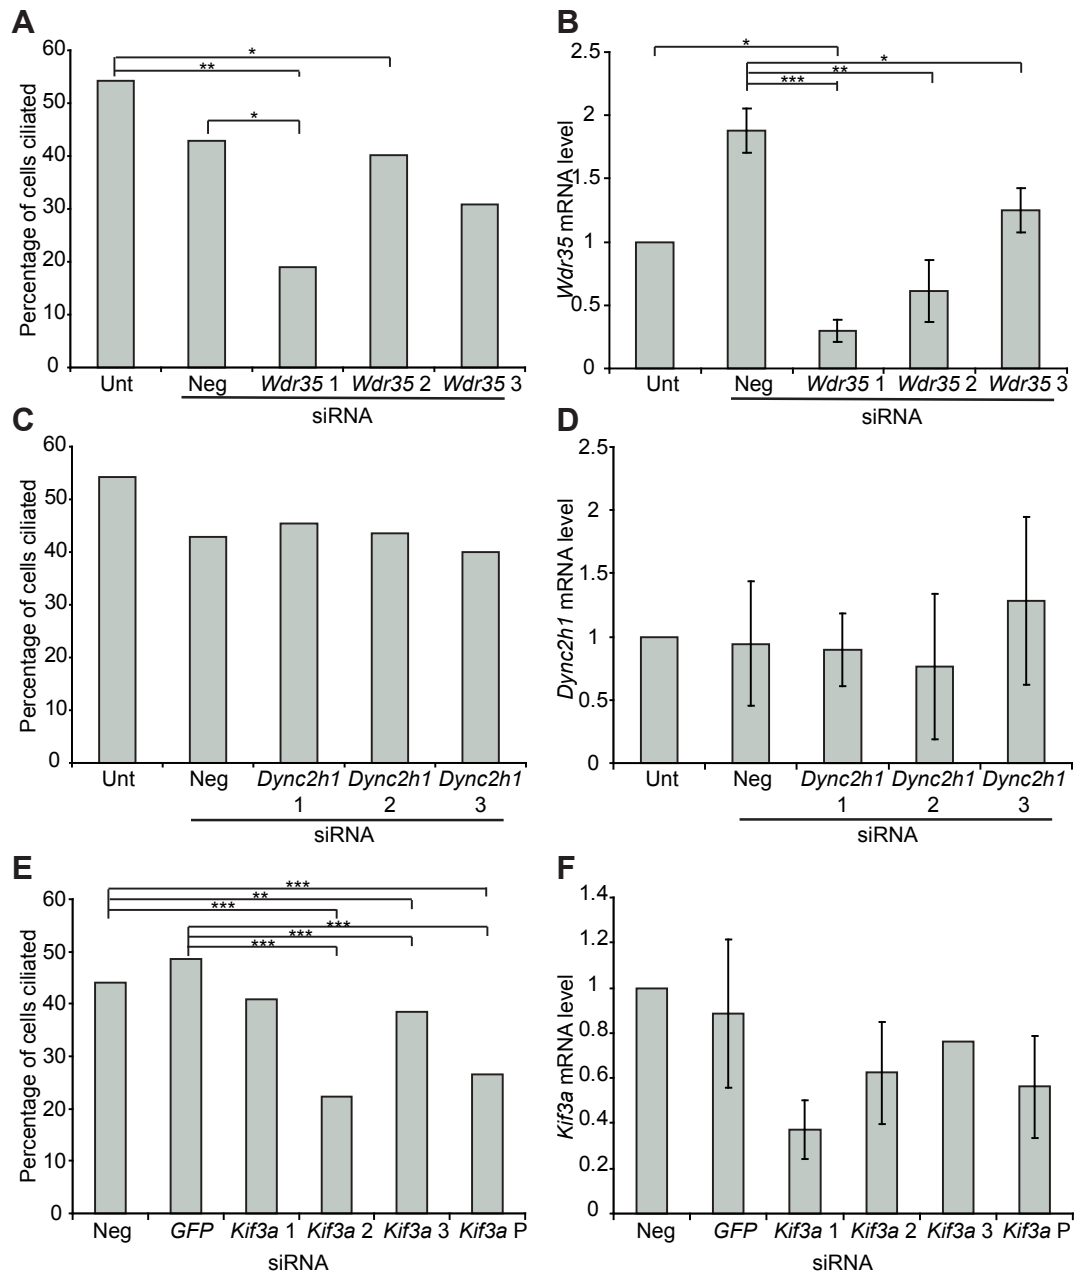 A
60
50
40
30
20
10
0
Percentage of cells ciliated
*
**
*
Unt Neg Wdr35 1 Wdr35 2 Wdr35 3
siRNA
B
2.5
2
1.5
1
0.5
0
Wdr35 mRNA level
*
*
**
***
Unt Neg Wdr35 1 Wdr35 2 Wdr35 3
siRNA
C
60
50
40
30
20
10
0
Percentage of cells ciliated
Unt Neg Dync2h1 Dync2h1 Dync2h1
1 2 3
siRNA
D
2.5
2
1.5
1
0.5
0
Dync2h1 mRNA level
Unt Neg Dync2h1 Dync2h1 Dync2h1
1 2 3
siRNA
E
60
50
40
30
20
10
0
Percentage of cells ciliated
***
**
***
***
***
***
Neg GFP Kif3a 1 Kif3a 2 Kif3a 3 Kif3a P
siRNA
F
1.4
1.2
1
0.8
0.6
0.4
0.2
0
Kif3a mRNA level
Neg GFP Kif3a 1 Kif3a 2 Kif3a 3 Kif3a P
siRNA